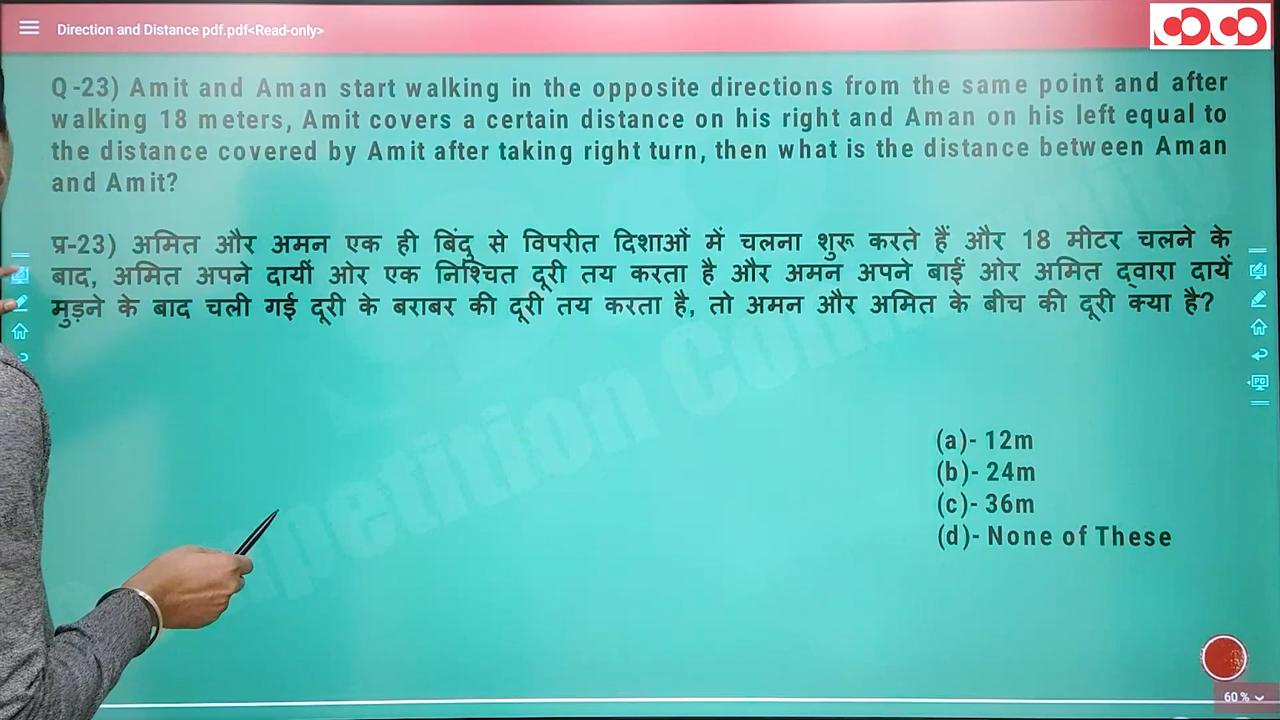 Direction and Distance pdf.pdf<Read-only>
Q-23) Amit and Aman start walking in the opposite directions from the same point and after
walking 18 meters, Amit covers a certain distance on his right and Aman on his left equal to
the distance covered by Amit after taking right turn, then what is the distance between Aman
and Amit?
प्र-23) अमित और अमन एक ही बिंदु से विपरीत दिशाओं में चलना शुरू करते हैं और 18 मीटर चलने के
बाद, अमित अपने दायीं ओर एक निश्चित दूरी तय करता है और अमन अपने बाईं ओर अमित द्वारा दायें
मुड़ने के बाद चली गई दूरी के बराबर की दूरी तय करता है, तो अमन और अमित के बीच की दूरी क्या है?
(a)- 12m
(b)- 24m
(c)- 36m
(d)- None of These
60%